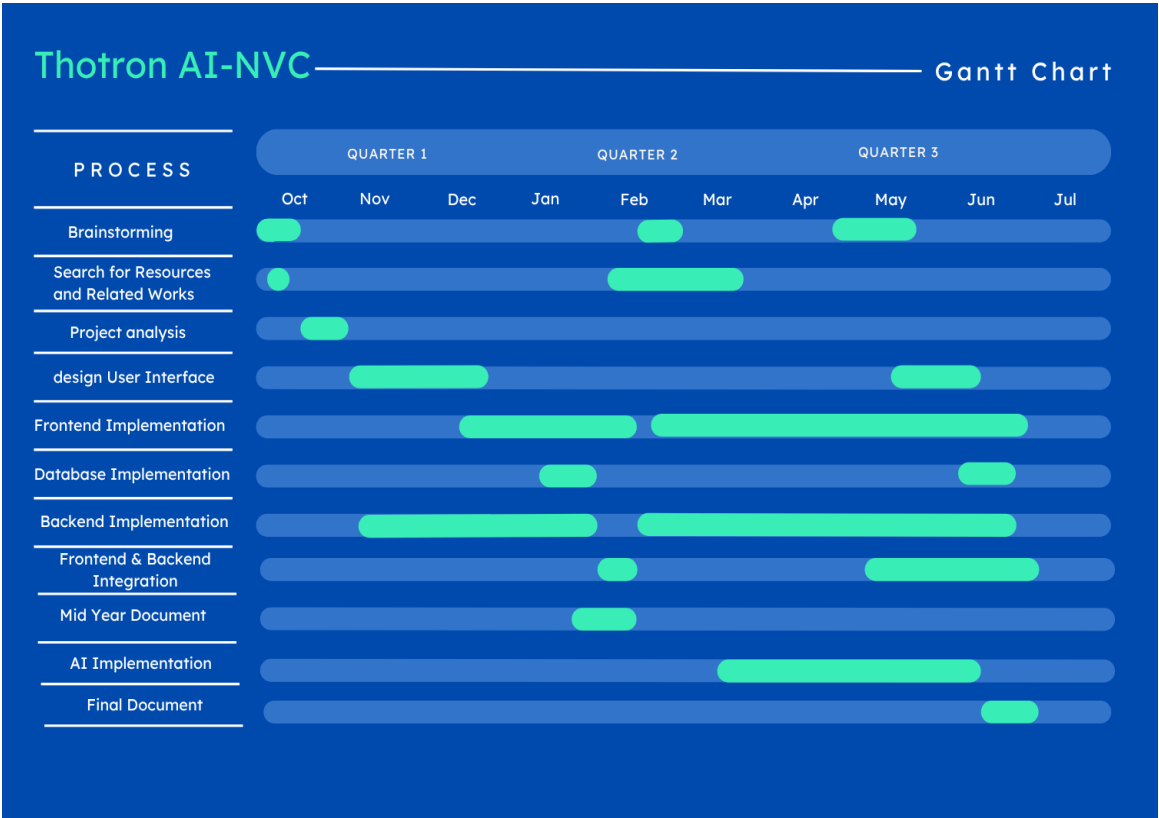 Thotron AI-NVC
Gantt Chart
PROCESS
QUARTER 1
QUARTER 2
QUARTER 3
Oct
Nov
Dec
Jan
Feb
Mar
Apr
May
Jun
Jul
Brainstorming
Search for Resources
and Related Works
Project analysis
design User Interface
Frontend Implementation
Database Implementation
Backend Implementation
Frontend & Backend
Integration
Mid Year Document
AI Implementation
Final Document